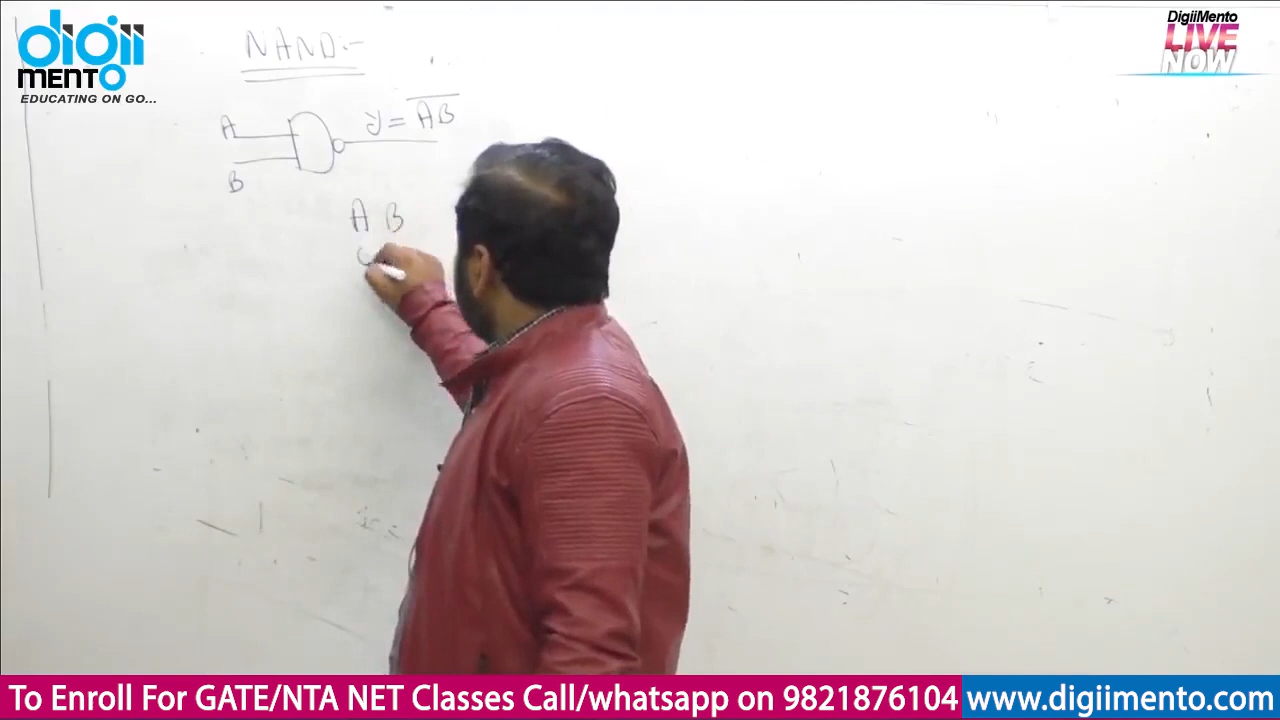 digii
MENTO
EDUCATING ON GO...
DigiiMento
LIVE
NOW
NAND:-
A
B
y = \overline{AB}
A B
To Enroll For GATE/NTA NET Classes Call/whatsapp on 9821876104
www.digiimento.com